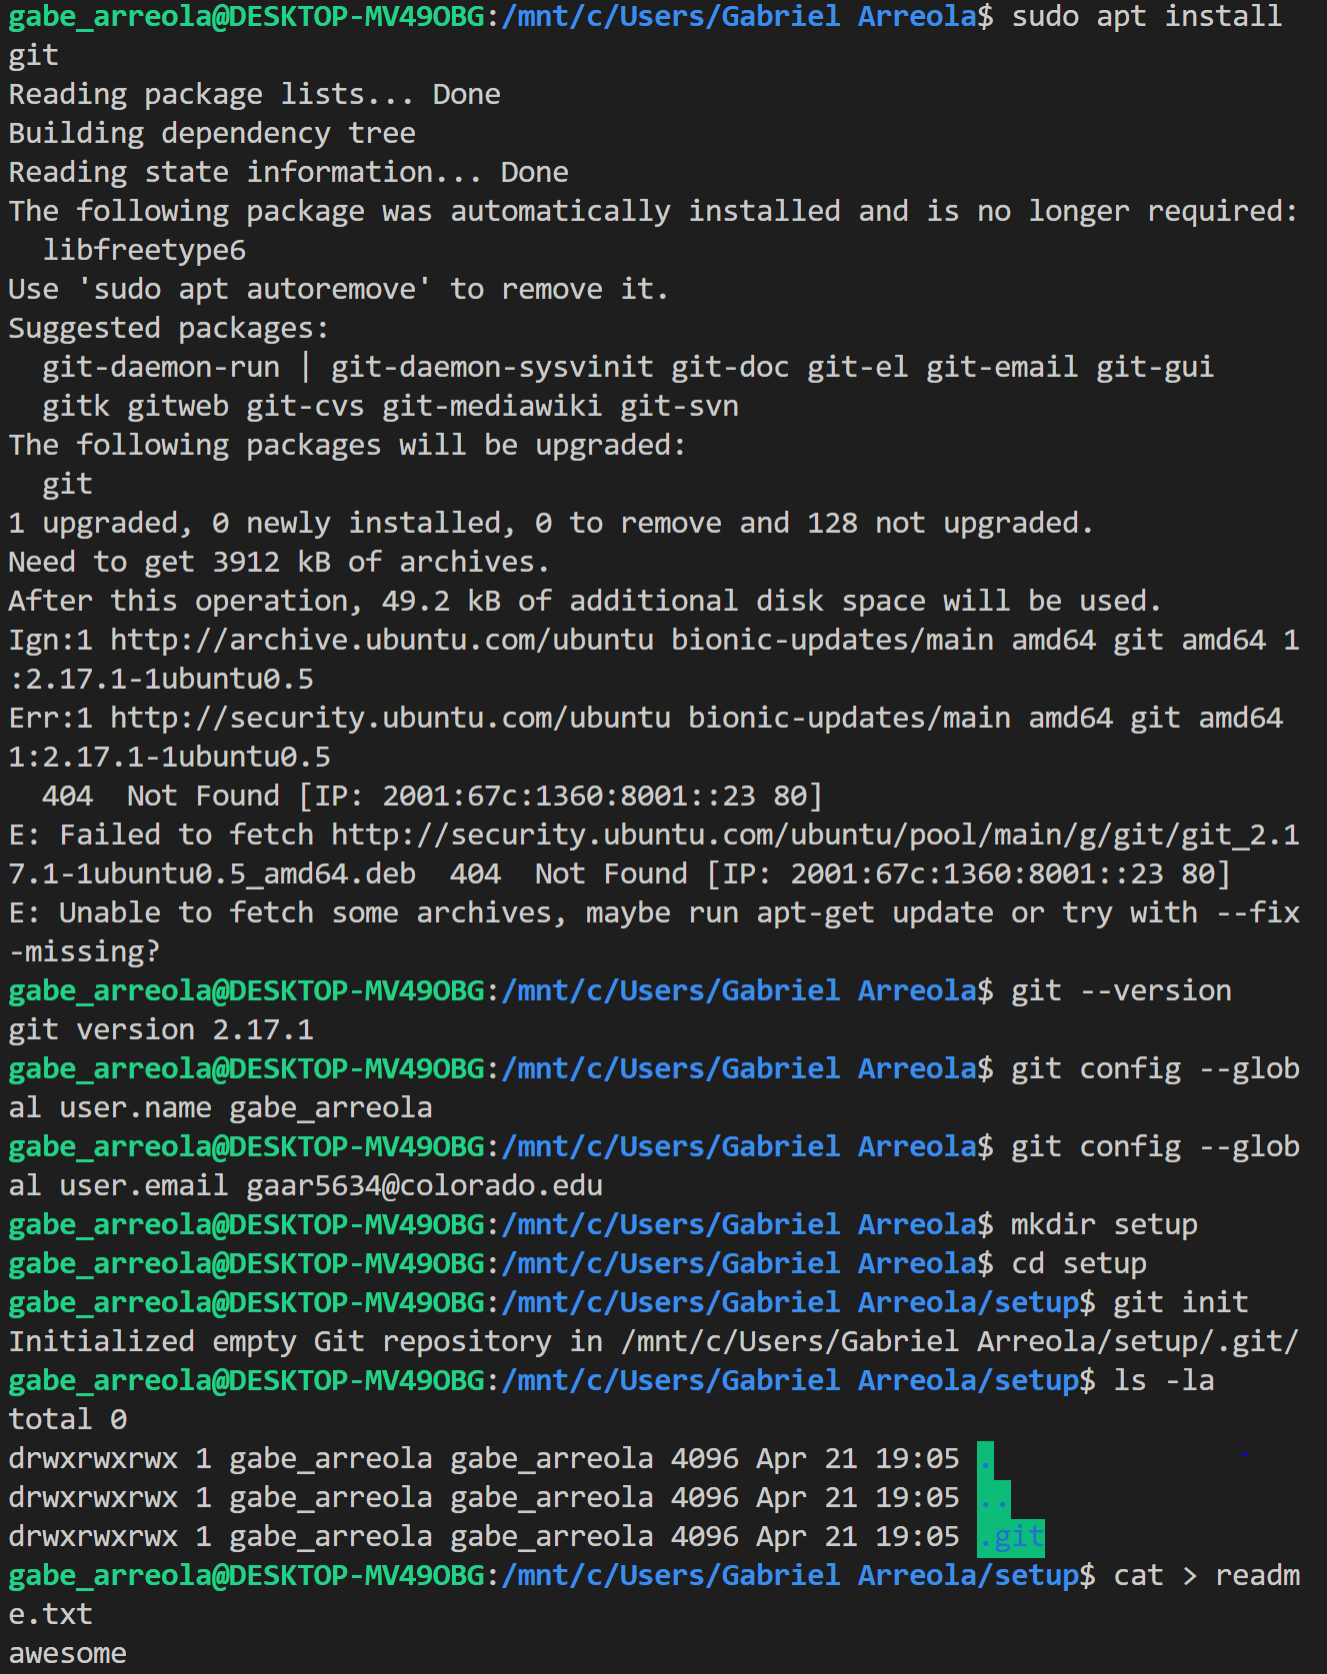 gabe_arreola@DESKTOP-MV49OBG:/mnt/c/Users/Gabriel Arreola$ sudo apt install
git
Reading package lists... Done
Building dependency tree
Reading state information... Done
The following package was automatically installed and is no longer required:
  libfreetype6
Use 'sudo apt autoremove' to remove it.
Suggested packages:
  git-daemon-run | git-daemon-sysvinit git-doc git-el git-email git-gui
  gitk gitweb git-cvs git-mediawiki git-svn
The following packages will be upgraded:
  git
1 upgraded, 0 newly installed, 0 to remove and 128 not upgraded.
Need to get 3912 kB of archives.
After this operation, 49.2 kB of additional disk space will be used.
Ign:1 http://archive.ubuntu.com/ubuntu bionic-updates/main amd64 git amd64 1
:2.17.1-1ubuntu0.5
Err:1 http://security.ubuntu.com/ubuntu bionic-updates/main amd64 git amd64
1:2.17.1-1ubuntu0.5
  404  Not Found [IP: 2001:67c:1360:8001::23 80]
E: Failed to fetch http://security.ubuntu.com/ubuntu/pool/main/g/git/git_2.1
7.1-1ubuntu0.5_amd64.deb  404  Not Found [IP: 2001:67c:1360:8001::23 80]
E: Unable to fetch some archives, maybe run apt-get update or try with --fix
-missing?
gabe_arreola@DESKTOP-MV49OBG:/mnt/c/Users/Gabriel Arreola$ git --version
git version 2.17.1
gabe_arreola@DESKTOP-MV49OBG:/mnt/c/Users/Gabriel Arreola$ git config --glob
al user.name gabe_arreola
gabe_arreola@DESKTOP-MV49OBG:/mnt/c/Users/Gabriel Arreola$ git config --glob
al user.email gaar5634@colorado.edu
gabe_arreola@DESKTOP-MV49OBG:/mnt/c/Users/Gabriel Arreola$ mkdir setup
gabe_arreola@DESKTOP-MV49OBG:/mnt/c/Users/Gabriel Arreola$ cd setup
gabe_arreola@DESKTOP-MV49OBG:/mnt/c/Users/Gabriel Arreola/setup$ git init
Initialized empty Git repository in /mnt/c/Users/Gabriel Arreola/setup/.git/
gabe_arreola@DESKTOP-MV49OBG:/mnt/c/Users/Gabriel Arreola/setup$ ls -la
total 0
drwxrwxrwx 1 gabe_arreola gabe_arreola 4096 Apr 21 19:05 .
drwxrwxrwx 1 gabe_arreola gabe_arreola 4096 Apr 21 19:05 ..
drwxrwxrwx 1 gabe_arreola gabe_arreola 4096 Apr 21 19:05 .git
gabe_arreola@DESKTOP-MV49OBG:/mnt/c/Users/Gabriel Arreola/setup$ cat > readm
e.txt
awesome